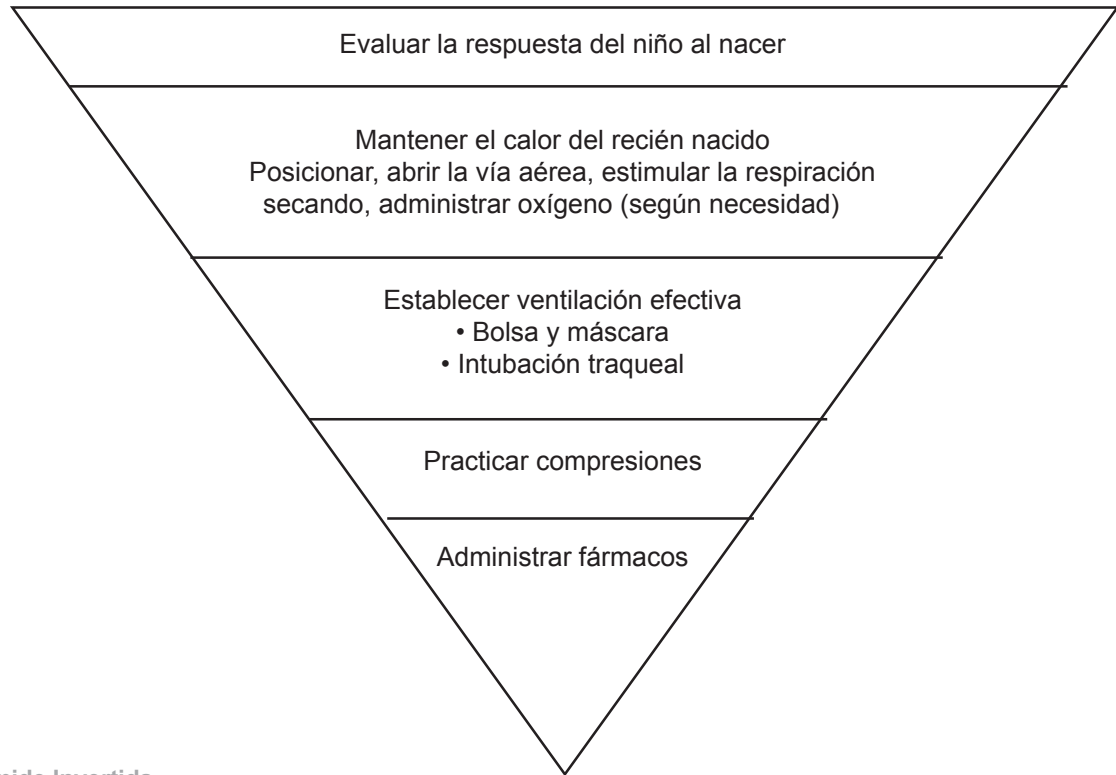 Evaluar la respuesta del niño al nacer
Mantener el calor del recién nacido
Posicionar, abrir la vía aérea, estimular la respiración
secando, administrar oxígeno (según necesidad)
Establecer ventilación efectiva
• Bolsa y máscara
• Intubación traqueal
Practicar compresiones
Administrar fármacos